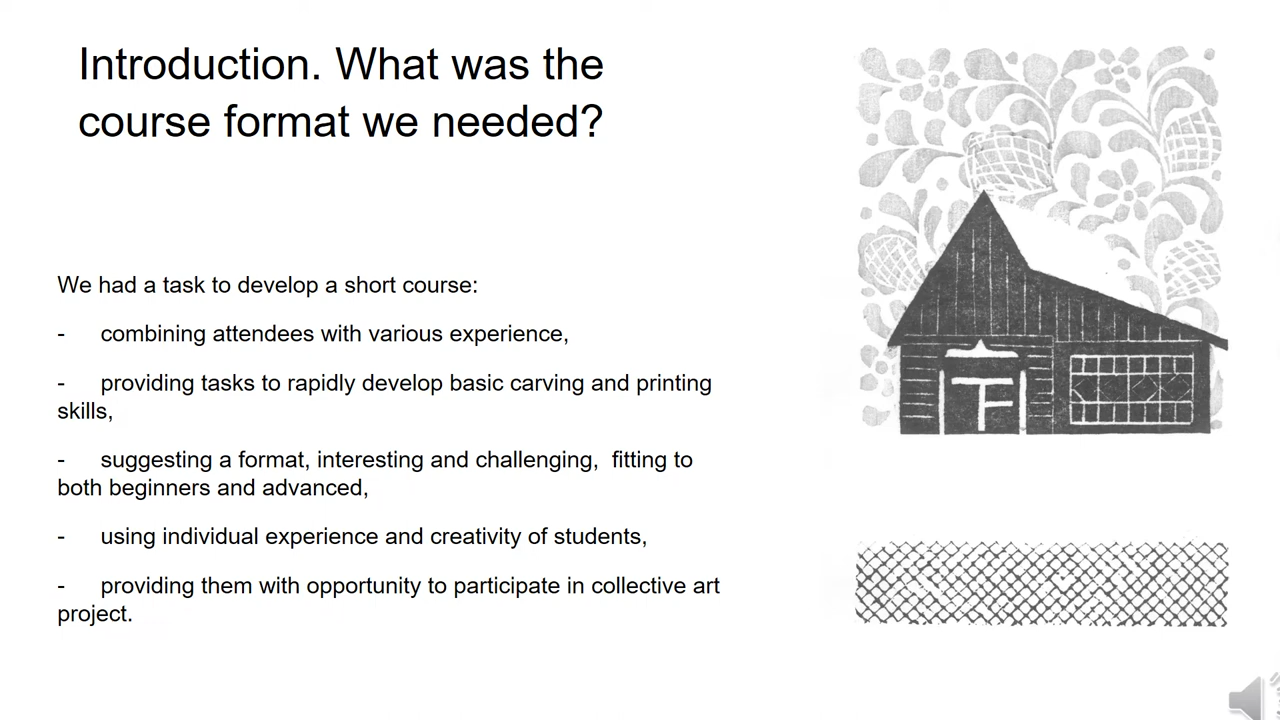 Introduction. What was the
course format we needed?
We had a task to develop a short course:
- combining attendees with various experience,
- providing tasks to rapidly develop basic carving and printing
skills,
- suggesting a format, interesting and challenging,  fitting to
both beginners and advanced,
- using individual experience and creativity of students,
- providing them with opportunity to participate in collective art
project.